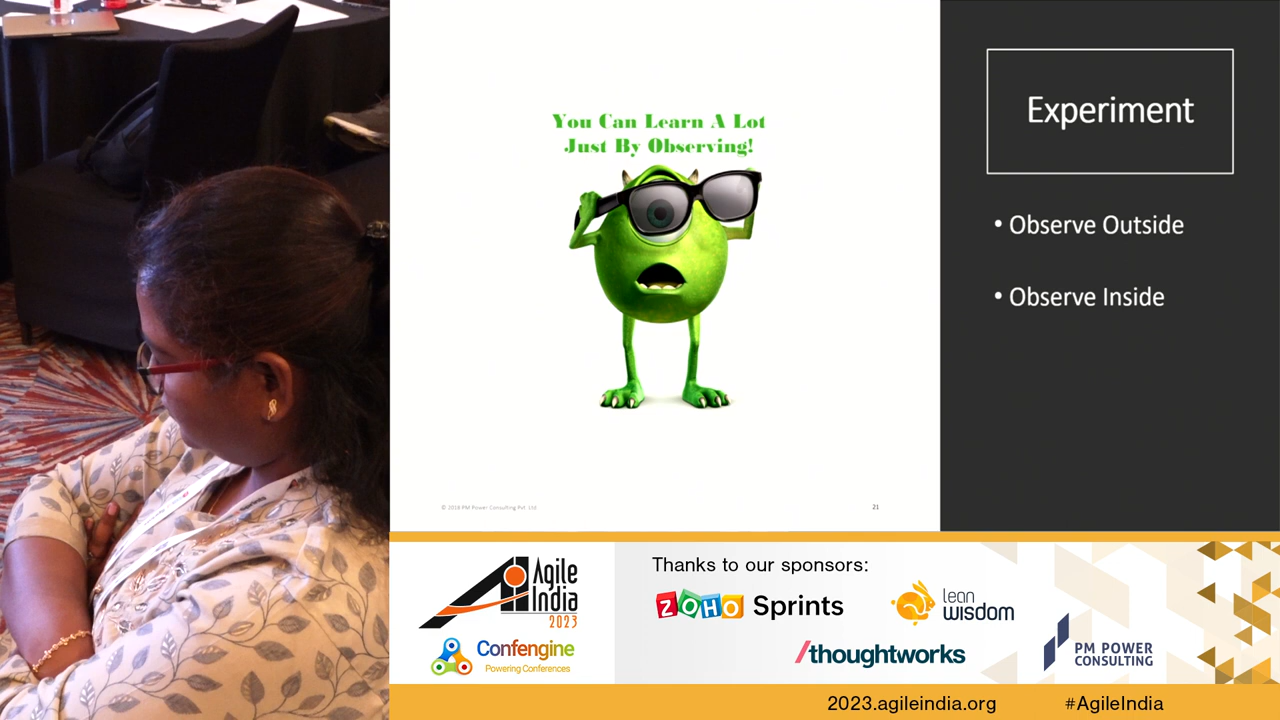 You Can Learn A Lot
Just By Observing!
© 2016 PM Power Consulting Pvt. Ltd
21
Experiment
• Observe Outside
• Observe Inside
Agile
India
2023
Confengine
Powering Conferences
Thanks to our sponsors:
ZOHO Sprints
lean
wisdom
/thoughtworks
PM POWER
CONSULTING
2023.agileindia.org
#AgileIndia